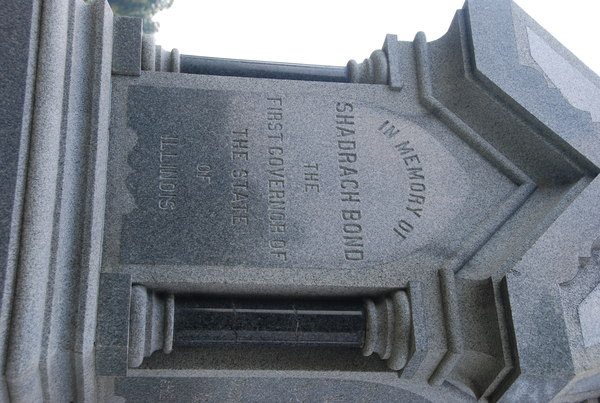 IN MEMORY OF
SHADRACH BOND
THE
FIRST GOVERNOR OF
THE STATE
OF
ILLINOIS